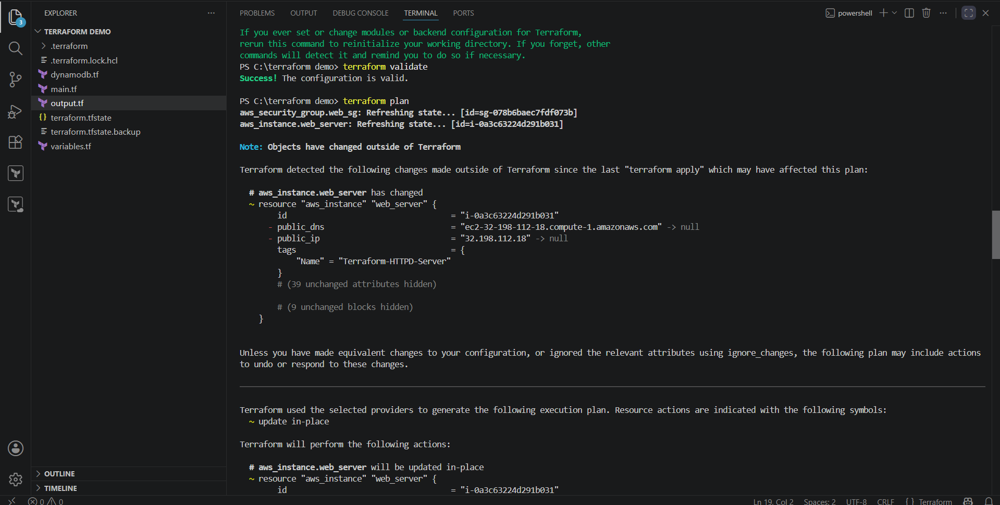 EXPLORER
3
TERRAFORM DEMO
.terraform
.terraform.lock.hcl
dynamodb.tf
main.tf
output.tf
terraform.tfstate
terraform.tfstate.backup
variables.tf
OUTLINE
TIMELINE
PROBLEMS OUTPUT DEBUG CONSOLE TERMINAL PORTS
powershell
If you ever set or change modules or backend configuration for Terraform,
rerun this command to reinitialize your working directory. If you forget, other
commands will detect it and remind you to do so if necessary.
PS C:\terraform demo> terraform validate
Success! The configuration is valid.
PS C:\terraform demo> terraform plan
aws_security_group.web_sg: Refreshing state... [id=sg-078b6baec7fdf073b]
aws_instance.web_server: Refreshing state... [id=i-0a3c63224d291b031]
Note: Objects have changed outside of Terraform
Terraform detected the following changes made outside of Terraform since the last "terraform apply" which may have affected this plan:
# aws_instance.web_server has changed
~ resource "aws_instance" "web_server" {
id = "i-0a3c63224d291b031"
- public_dns = "ec2-32-198-112-18.compute-1.amazonaws.com" -> null
- public_ip = "32.198.112.18" -> null
tags = {
"Name" = "Terraform-HTTPD-Server"
}
# (39 unchanged attributes hidden)
# (9 unchanged blocks hidden)
}
Unless you have made equivalent changes to your configuration, or ignored the relevant attributes using ignore_changes, the following plan may include actions
to undo or respond to these changes.
Terraform used the selected providers to generate the following execution plan. Resource actions are indicated with the following symbols:
~ update in-place
Terraform will perform the following actions:
# aws_instance.web_server will be updated in-place
~ resource "aws_instance" "web_server" {
id = "i-0a3c63224d291b031"
0 0 Ln 19, Col 2 Spaces: 2 UTF-8 CRLF { } Terraform